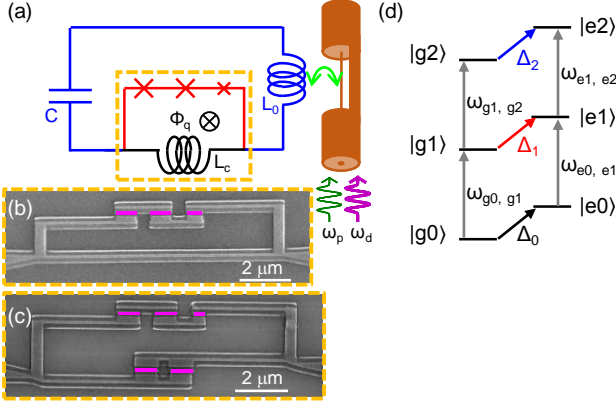 (a)
C
L₀
Φq
Lc
ωp
ωd
(b)
2 μm
(c)
2 μm
(d)
|g2⟩
|e2⟩
Δ₂
ωg1, g2
ωe1, e2
|g1⟩
|e1⟩
Δ₁
ωg0, g1
ωe0, e1
|g0⟩
|e0⟩
Δ₀